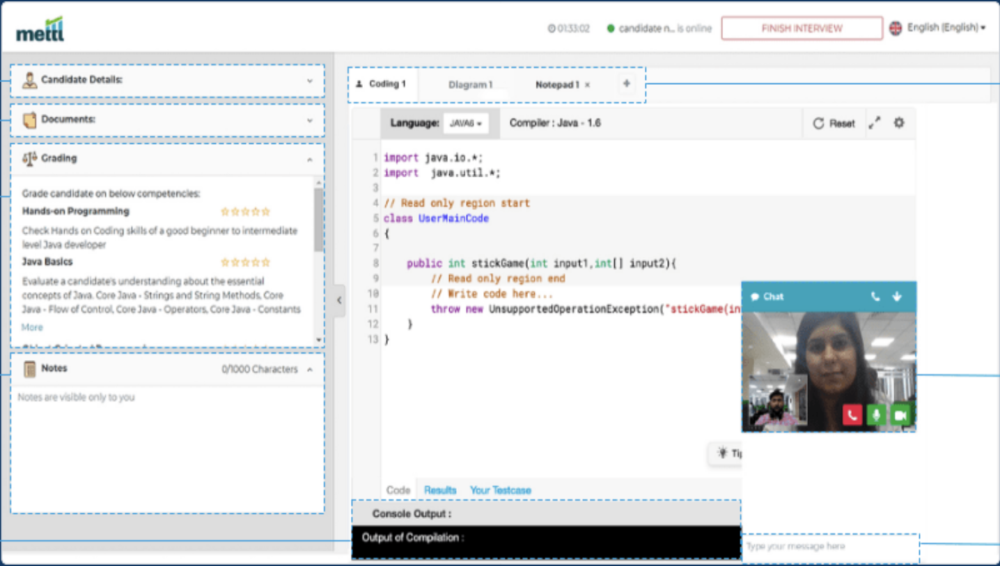 mettl
01:33:02
candidate n... is online
FINISH INTERVIEW
English (English)
Candidate Details:
Documents:
Grading
Grade candidate on below competencies:
Hands-on Programming
Check Hands on Coding skills of a good beginner to intermediate
level Java developer
Java Basics
Evaluate a candidate's understanding about the essential
concepts of Java. Core Java - Strings and String Methods, Core
Java - Flow of Control, Core Java - Operators, Core Java - Constants
More
Notes
0/1000 Characters
Notes are visible only to you
Coding 1
Diagram 1
Notepad 1 ×
+
Language: JAVA6
Compiler : Java - 1.6
Reset
1 import java.io.*;
2 import  java.util.*;
3
4 // Read only region start
5 class UserMainCode
6 {
7
8     public int stickGame(int input1,int[] input2){
9         // Read only region end
10         // Write code here...
11         throw new UnsupportedOperationException("stickGame(in
12     }
13 }
Chat
Tip
Code
Results
Your Testcase
Console Output :
Output of Compilation :
Type your message here